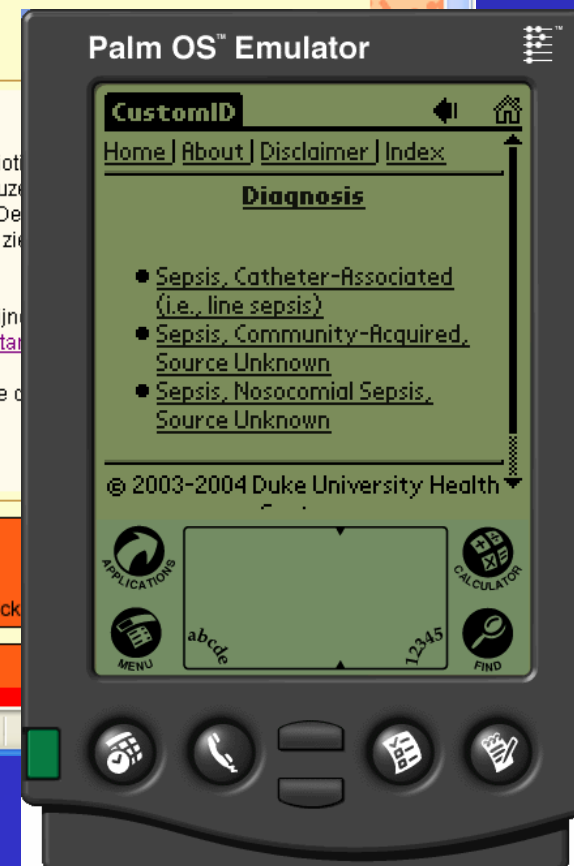 Palm OS™ Emulator
CustomID
Home | About | Disclaimer | Index
Diagnosis
Sepsis, Catheter-Associated
(i.e., line sepsis)
Sepsis, Community-Acquired,
Source Unknown
Sepsis, Nosocomial Sepsis,
Source Unknown
© 2003-2004 Duke University Health
APPLICATIONS
CALCULATOR
MENU
abcde
12345
FIND